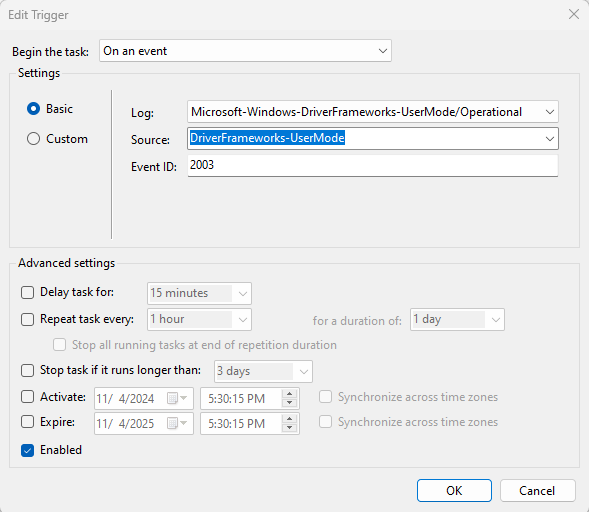 Edit Trigger
Begin the task: On an event
Settings
Basic
Custom
Log: Microsoft-Windows-DriverFrameworks-UserMode/Operational
Source: DriverFrameworks-UserMode
Event ID: 2003
Advanced settings
Delay task for: 15 minutes
Repeat task every: 1 hour for a duration of: 1 day
Stop all running tasks at end of repetition duration
Stop task if it runs longer than: 3 days
Activate: 11/ 4/2024 5:30:15 PM Synchronize across time zones
Expire: 11/ 4/2025 5:30:15 PM Synchronize across time zones
Enabled
OK Cancel